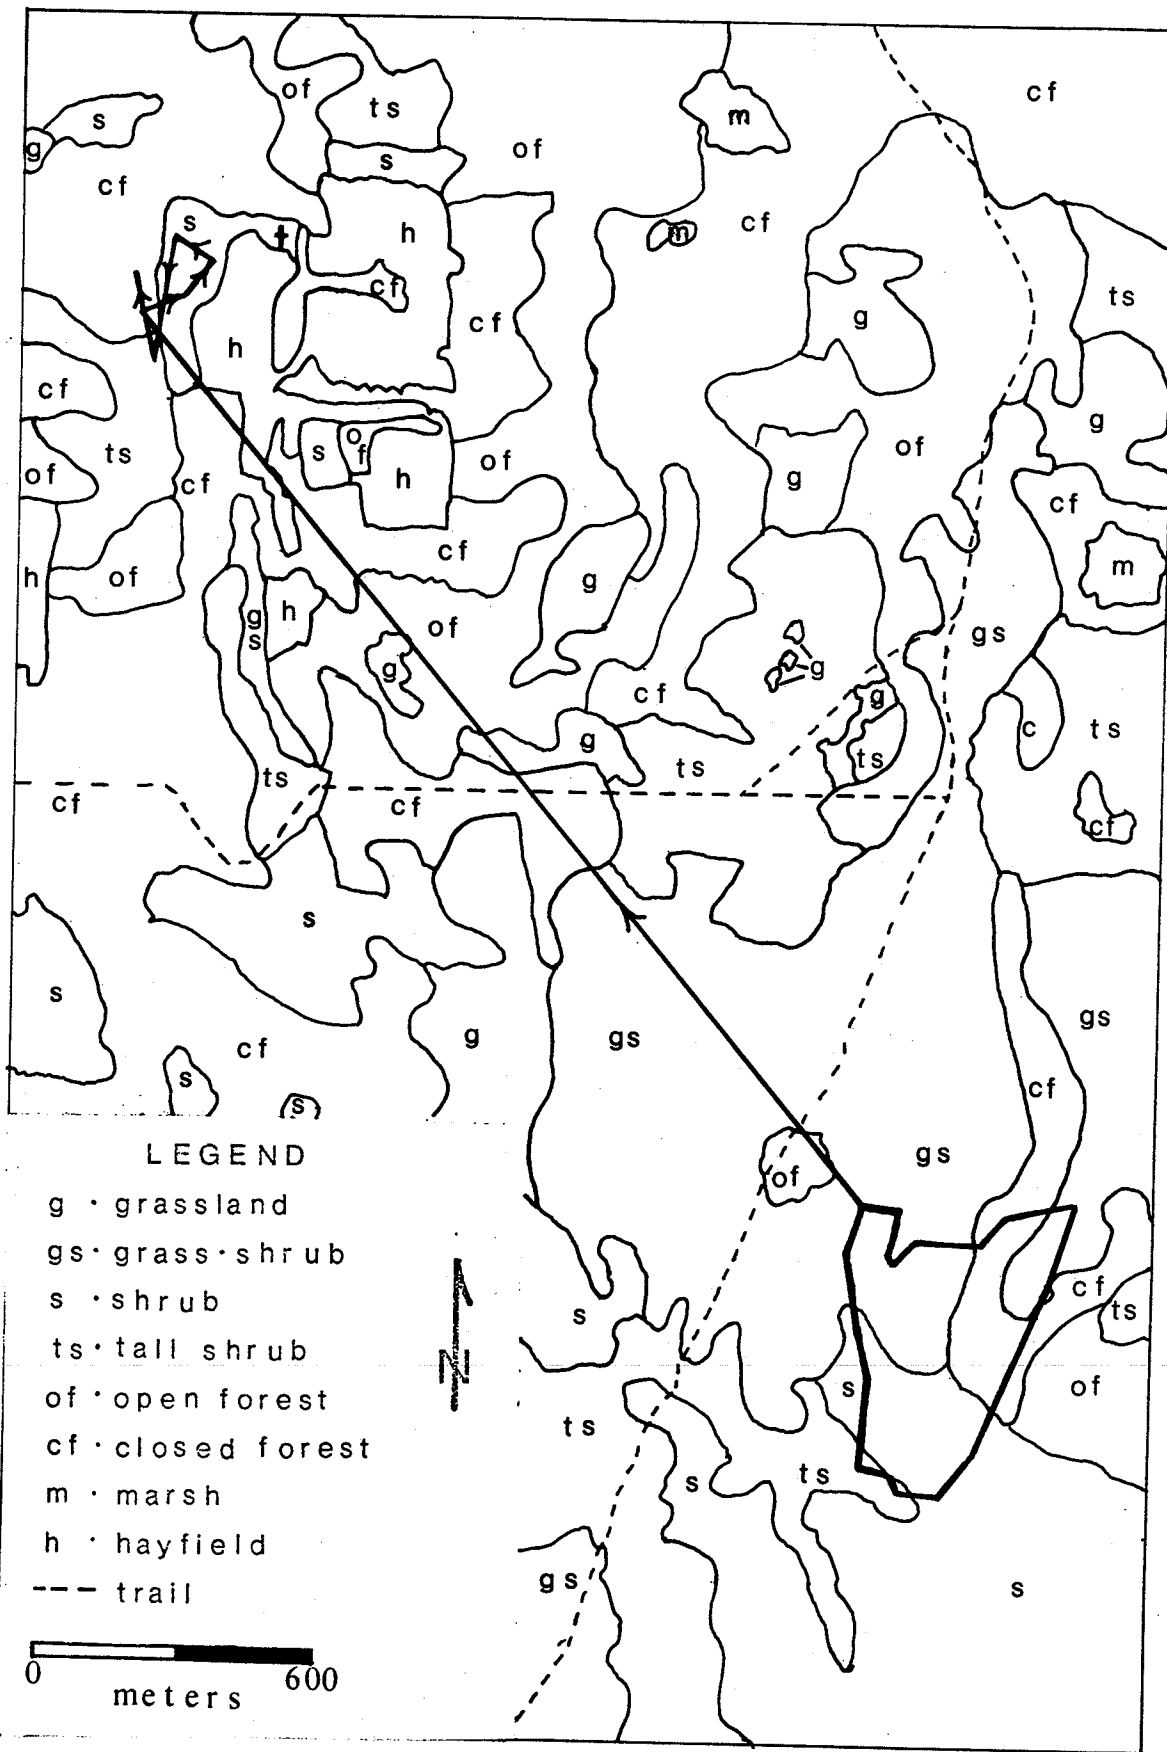 cf
of
ts
s
m
g
s
of
cf
cf
s
t
h
m
cf
ts
cf
g
cf
h
cf
g
ts
s
of
h
of
g
of
of
cf
cf
cf
m
h
of
g
gs
h
of
gs
g
g
cf
g
c
ts
g
ts
ts
ts
cf
cf
cf
s
s
g
gs
gs
cf
s
cf
s
gs
of
LEGEND
g · grassland
gs · grass · shrub
s · shrub
ts · tall shrub
of · open forest
cf · closed forest
m · marsh
h · hayfield
--- trail
N
cf
ts
s
s
of
ts
ts
s
gs
s
0
600
meters